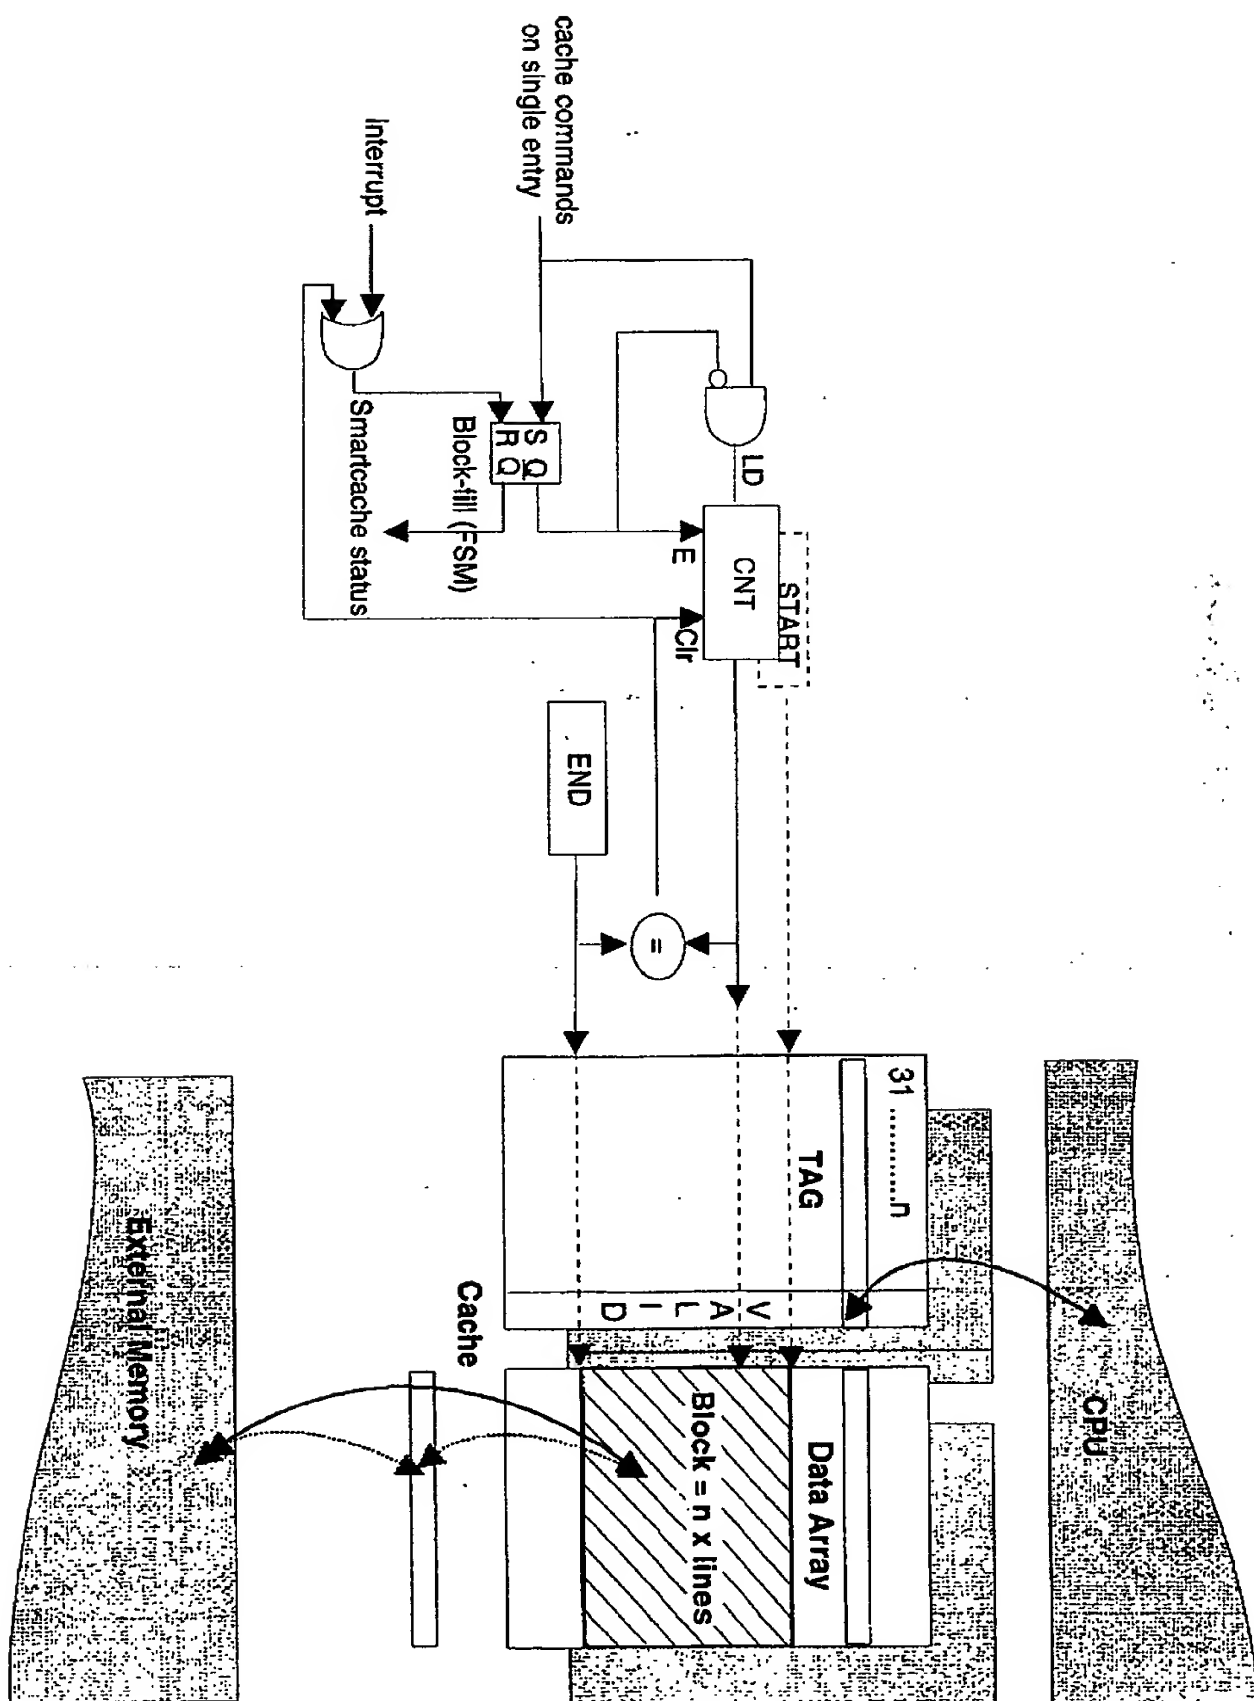 CPU
31 ............n
TAG
Data Array
VALID
Block = n x lines
Cache
External Memory
START
CNT
LD
E
Clr
END
=
cache commands
on single entry
S Q
R Q
Block-fill (FSM)
Interrupt
Smartcache status